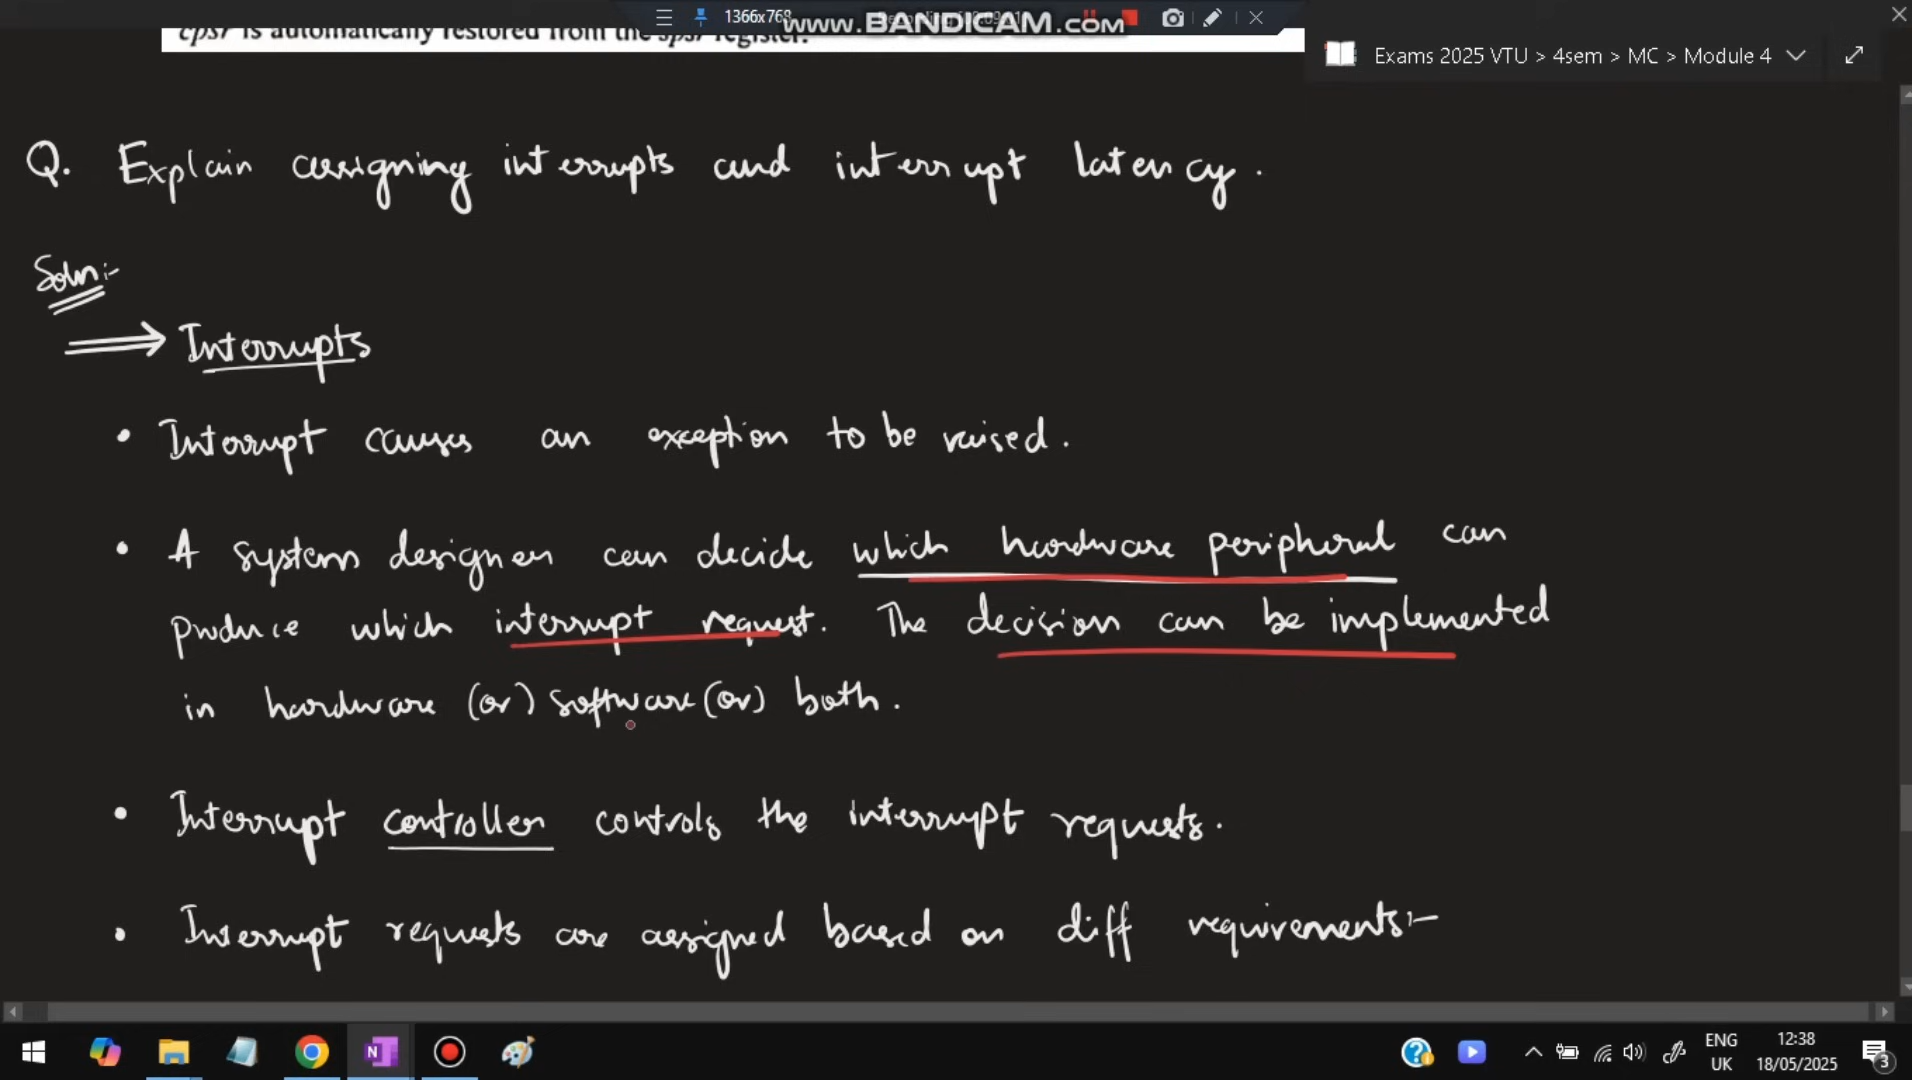 1366x768
www.BANDICAM.com
cpsr is automatically restored from the spsr register.
Exams 2025 VTU > 4sem > MC > Module 4
Q. Explain assigning interrupts and interrupt latency.
Soln:-
Interrupts
• Interrupt causes an exception to be raised.
• A system designer can decide which hardware peripheral can
produce which interrupt request. The decision can be implemented
in hardware (or) software (or) both.
• Interrupt controller controls the interrupt requests.
• Interrupt requests are assigned based on diff requirements:-
ENG
UK
12:38
18/05/2025
3